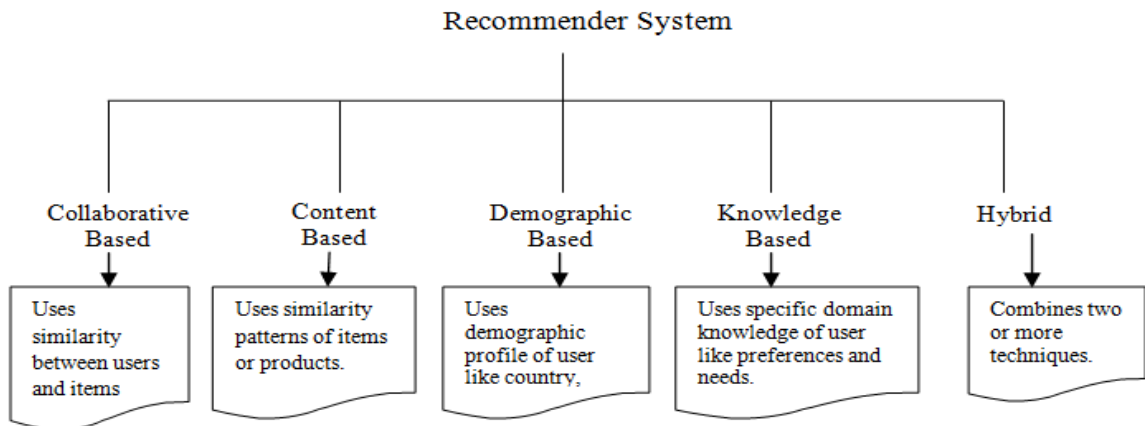 Recommender System
Collaborative
Based
Content
Based
Demographic
Based
Knowledge
Based
Hybrid
Uses
similarity
between users
and items
Uses similarity
patterns of items
or products.
Uses
demographic
profile of user
like country,
Uses specific domain
knowledge of user
like preferences and
needs.
Combines two
or more
techniques.